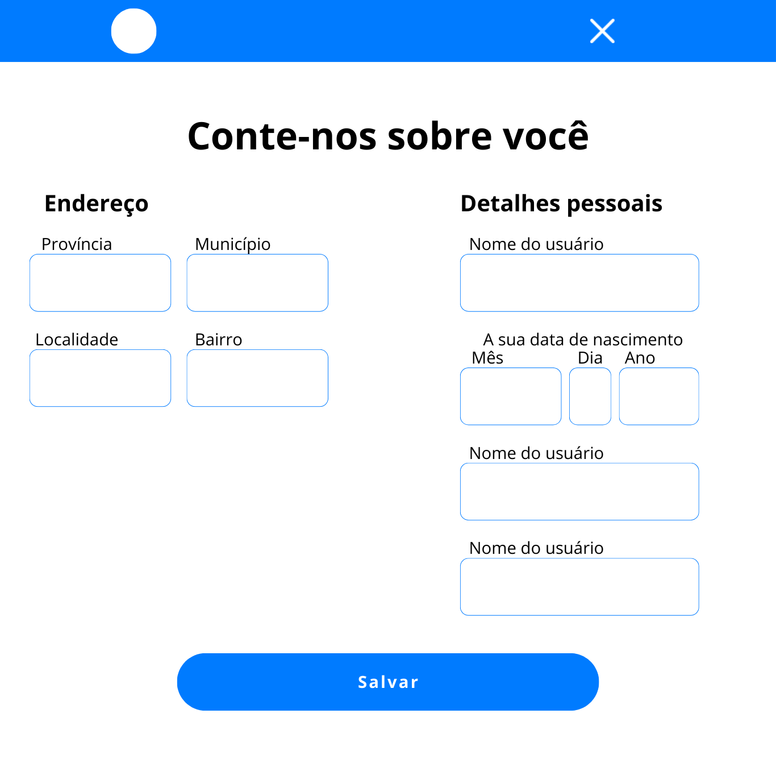 Conte-nos sobre você
Endereço
Província
Município
Localidade
Bairro
Detalhes pessoais
Nome do usuário
A sua data de nascimento
Mês
Dia
Ano
Nome do usuário
Nome do usuário
Salvar